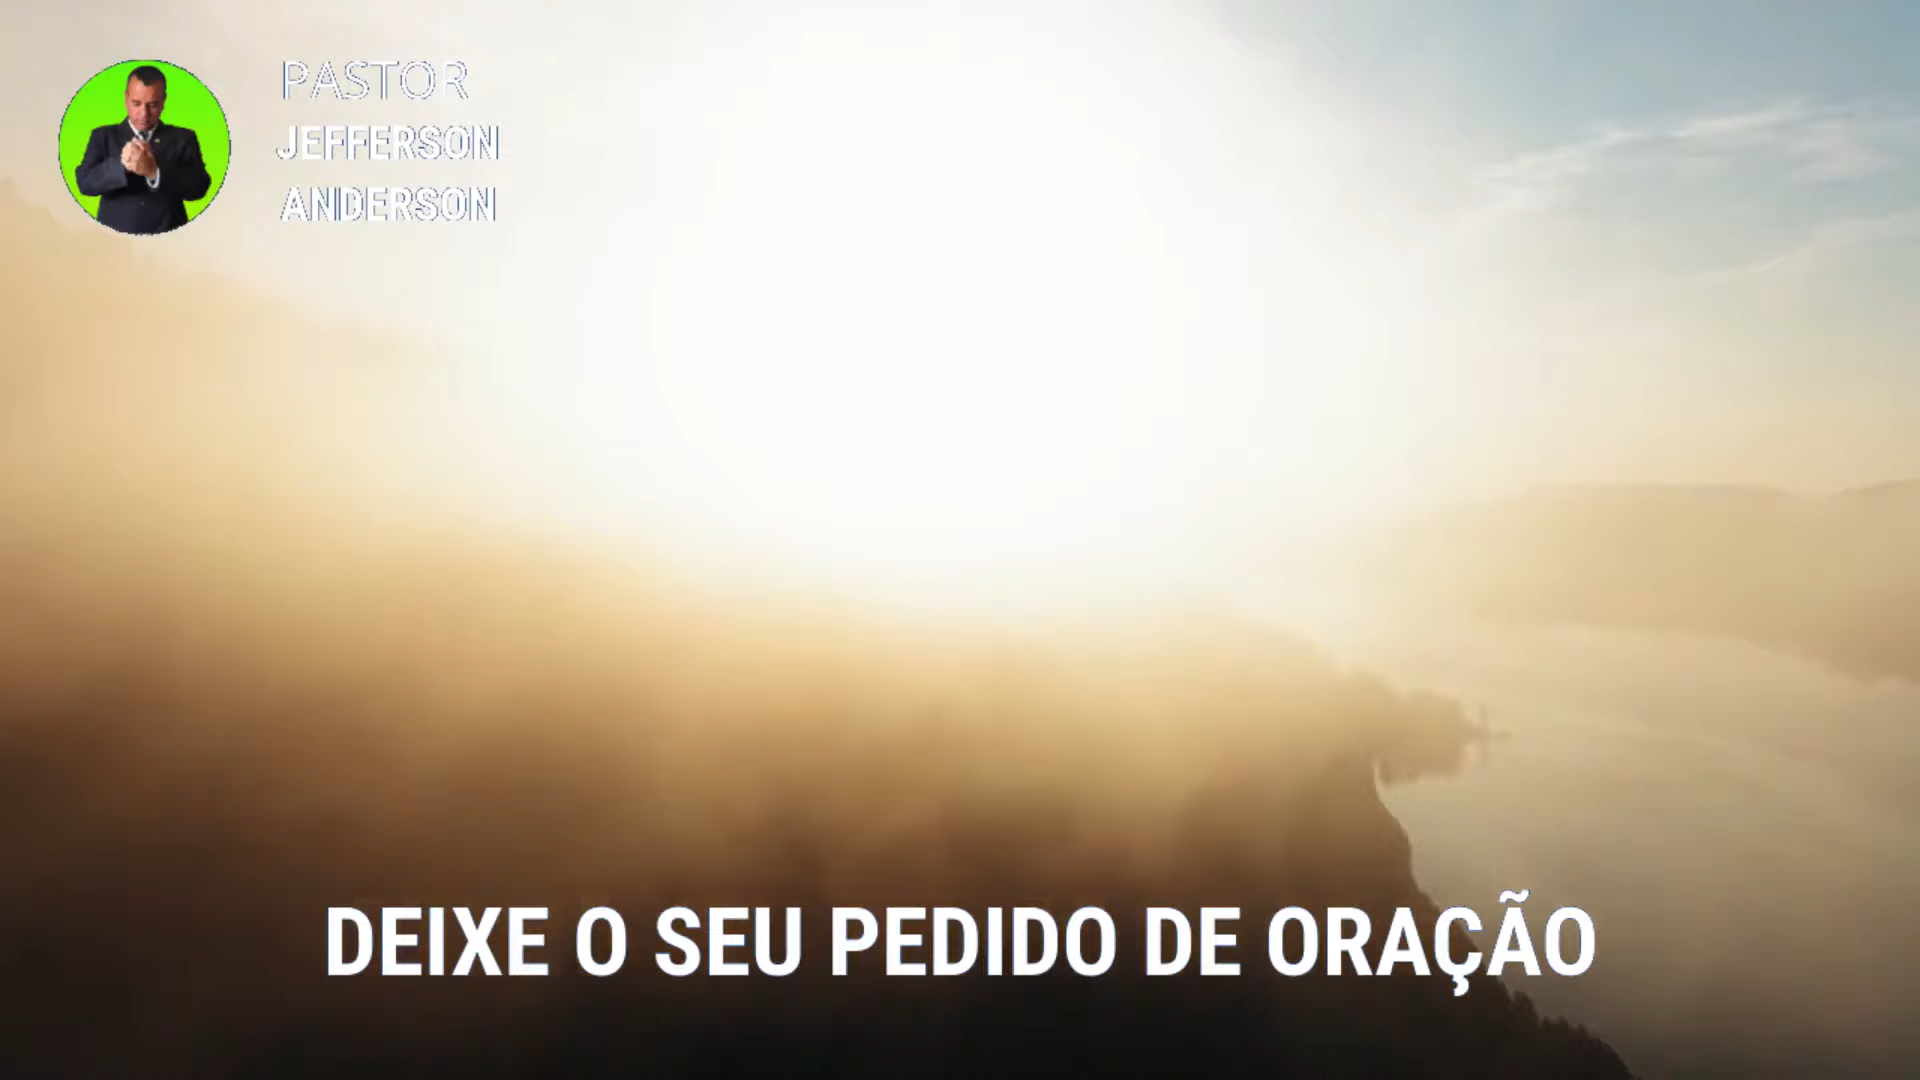 PASTOR
JEFFERSON
ANDERSON
DEIXE O SEU PEDIDO DE ORAÇÃO